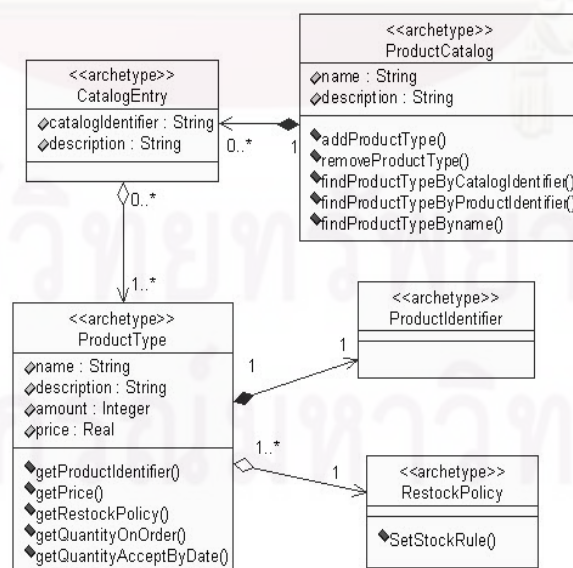 <<archetype>>
ProductCatalog
name : String
description : String
addProductType()
removeProductType()
findProductTypeByCatalogIdentifier()
findProductTypeByProductIdentifier()
findProductTypeByname()
<<archetype>>
CatalogEntry
catalogIdentifier : String
description : String
0..*
1
0..*
1..*
<<archetype>>
ProductType
name : String
description : String
amount : Integer
price : Real
getProductIdentifier()
getPrice()
getRestockPolicy()
getQuantityOnOrder()
getQuantityAcceptByDate()
1
1
<<archetype>>
ProductIdentifier
1..*
1
<<archetype>>
RestockPolicy
SetStockRule()